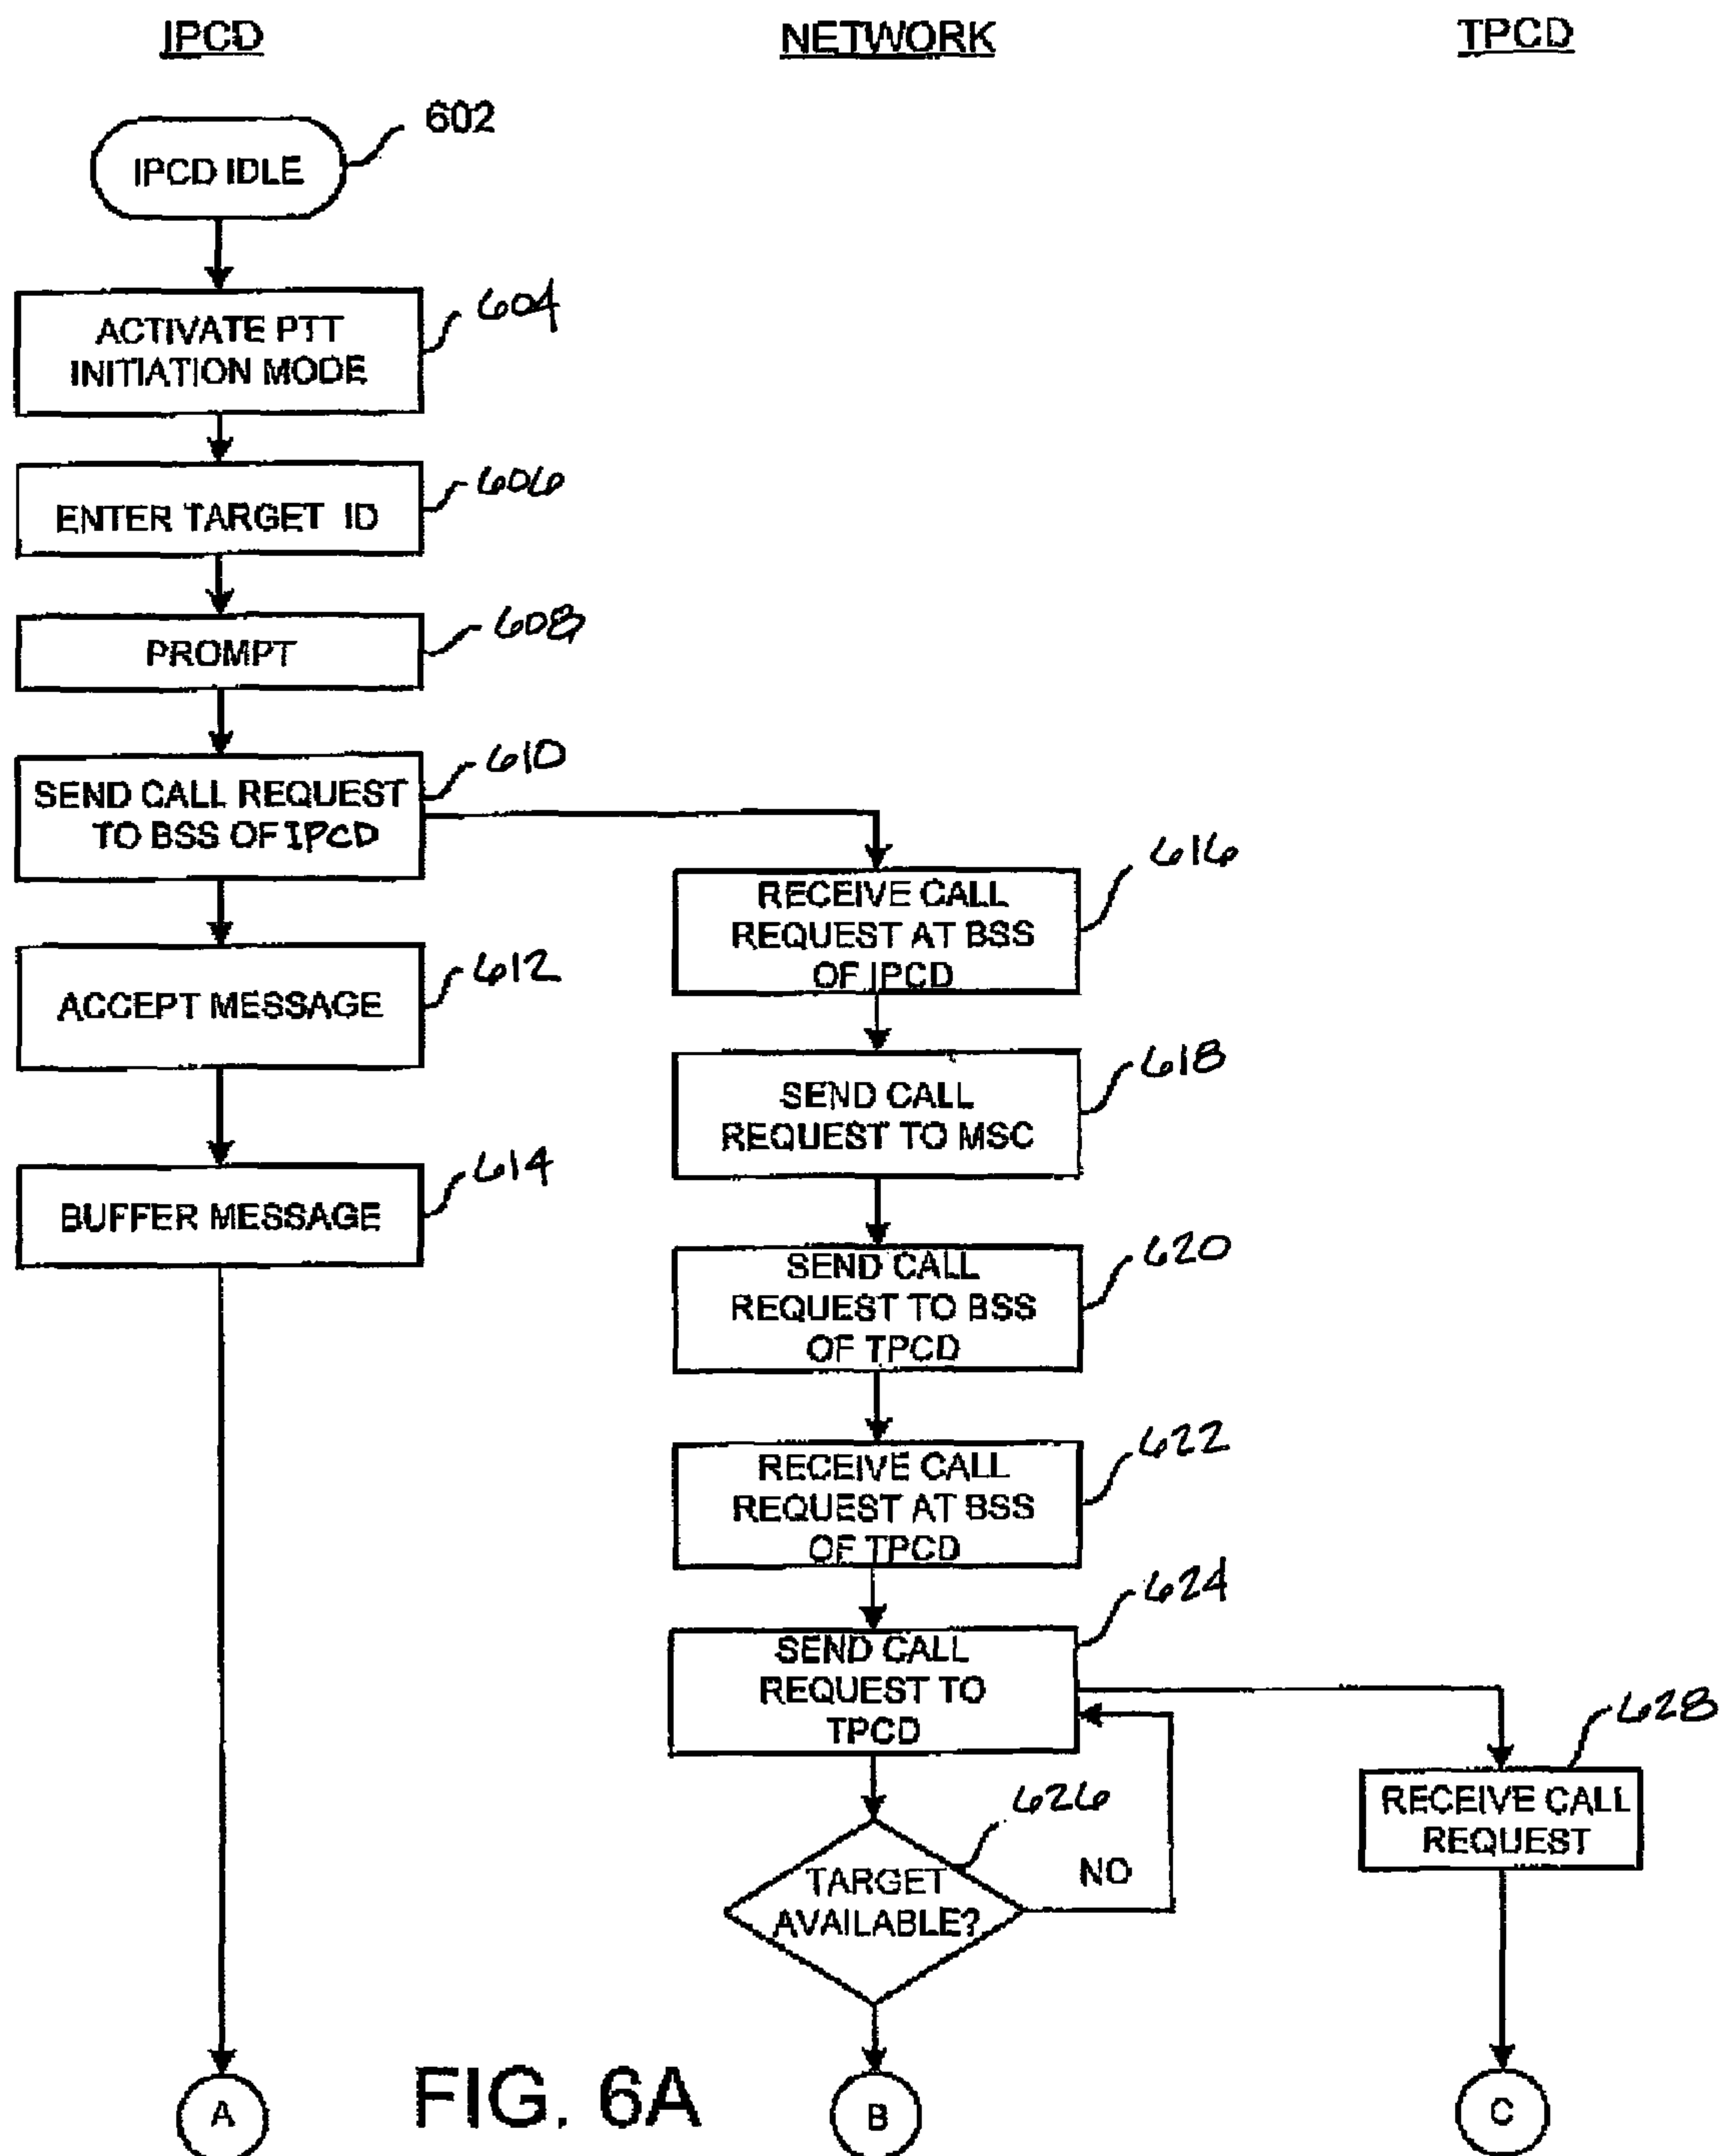 IPCD
NETWORK
TPCD
602
IPCD IDLE
604
ACTIVATE PTT
INITIATION MODE
606
ENTER TARGET ID
608
PROMPT
610
SEND CALL REQUEST
TO BSS OF IPCD
612
ACCEPT MESSAGE
614
BUFFER MESSAGE
616
RECEIVE CALL
REQUEST AT BSS
OF IPCD
618
SEND CALL
REQUEST TO MSC
620
SEND CALL
REQUEST TO BSS
OF TPCD
622
RECEIVE CALL
REQUEST AT BSS
OF TPCD
624
SEND CALL
REQUEST TO
TPCD
626
TARGET
AVAILABLE?
NO
628
RECEIVE CALL
REQUEST
A
FIG. 6A
B
C